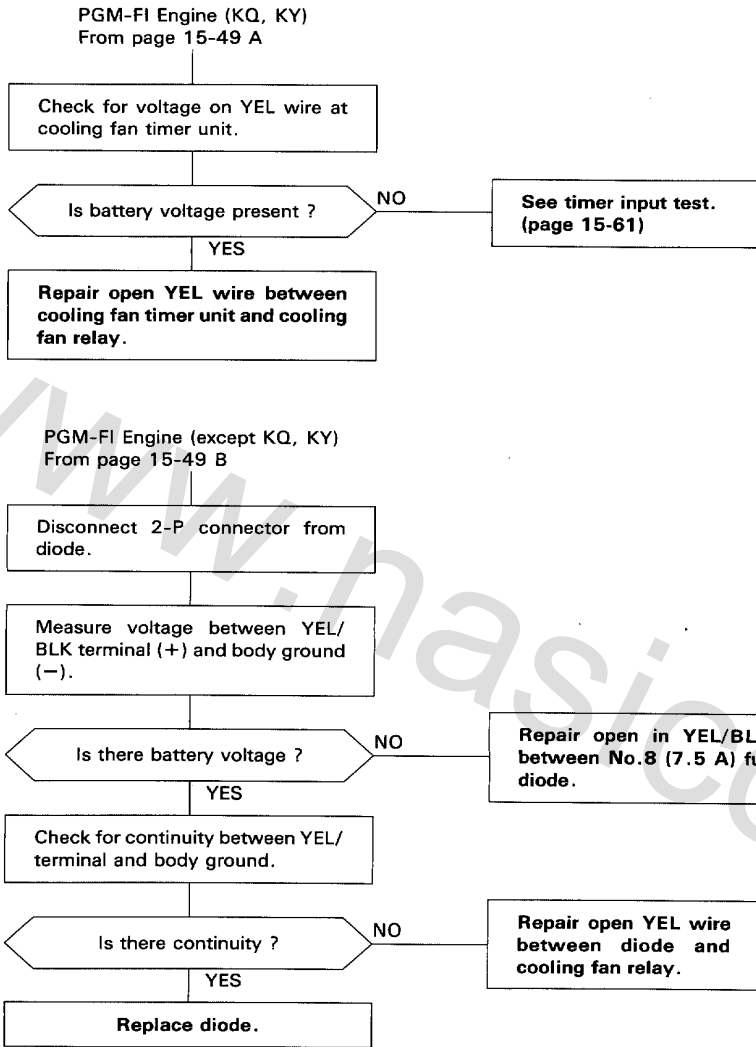 PGM-FI Engine (KQ, KY)
From page 15-49 A
Check for voltage on YEL wire at
cooling fan timer unit.
Is battery voltage present ?
NO
See timer input test.
(page 15-61)
YES
Repair open YEL wire between
cooling fan timer unit and cooling
fan relay.
PGM-FI Engine (except KQ, KY)
From page 15-49 B
Disconnect 2-P connector from
diode.
Measure voltage between YEL/
BLK terminal (+) and body ground
(−).
Is there battery voltage ?
NO
Repair open in YEL/BL
between No.8 (7.5 A) fu
diode.
YES
Check for continuity between YEL/
terminal and body ground.
Is there continuity ?
NO
Repair open YEL wire
between diode and
cooling fan relay.
YES
Replace diode.
www.nasico